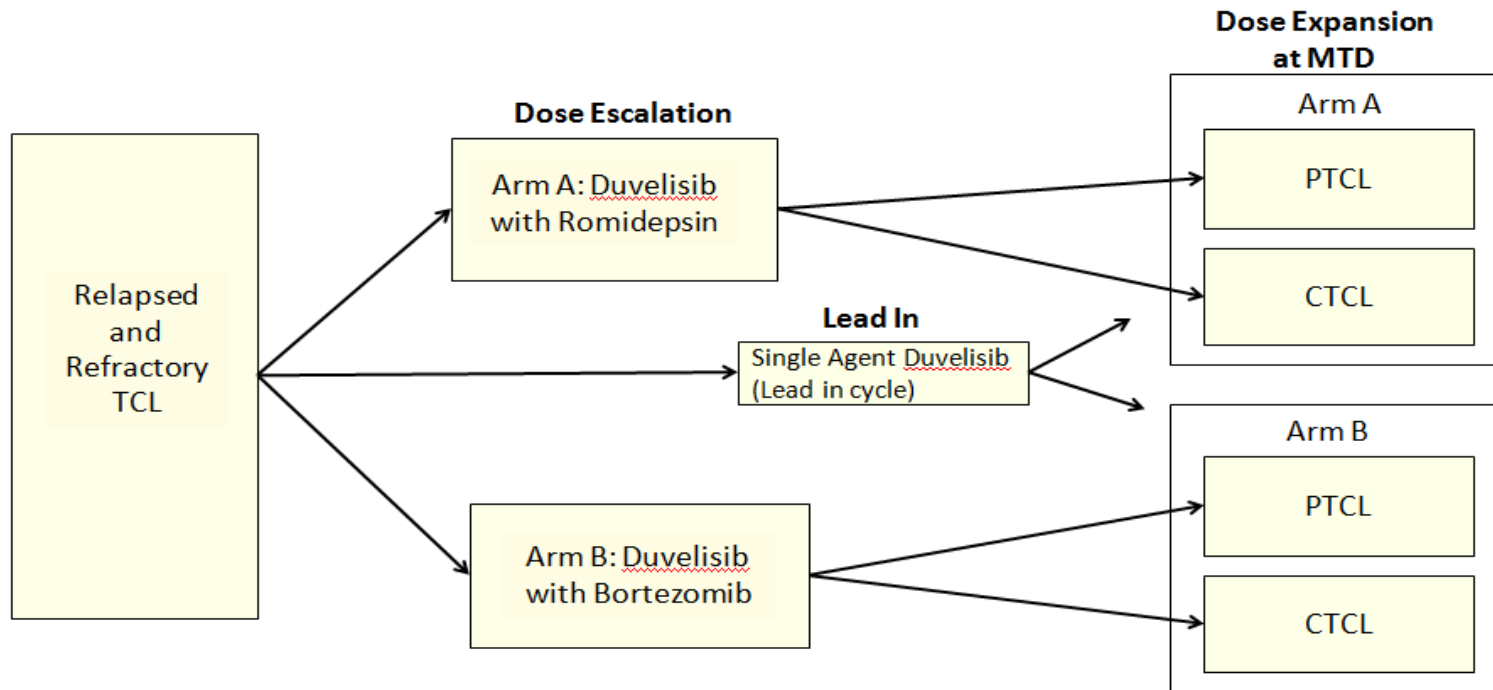 Relapsed
and
Refractory
TCL
Dose Escalation
Arm A: Duvelisib
with Romidepsin
Lead In
Single Agent Duvelisib
(Lead in cycle)
Arm B: Duvelisib
with Bortezomib
Dose Expansion
at MTD
Arm A
PTCL
CTCL
Arm B
PTCL
CTCL